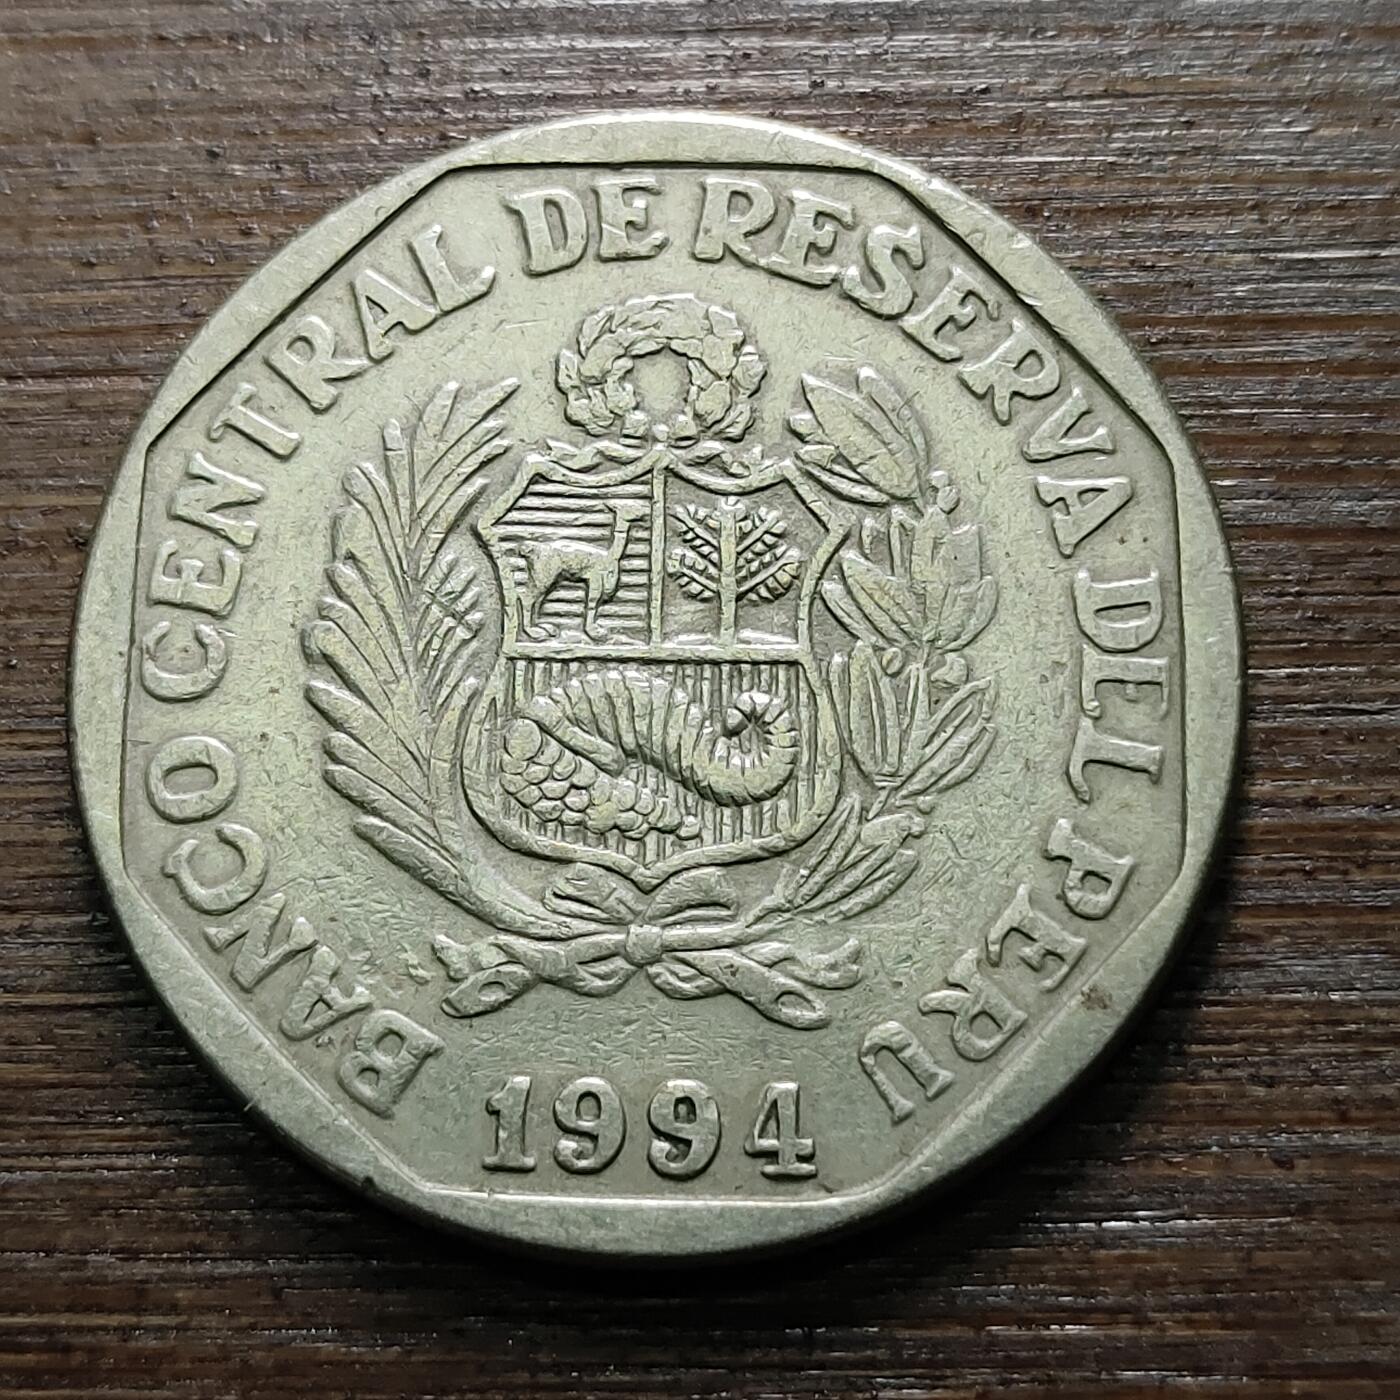 BANCO CENTRAL DE RESERVA DEL PERU
1994